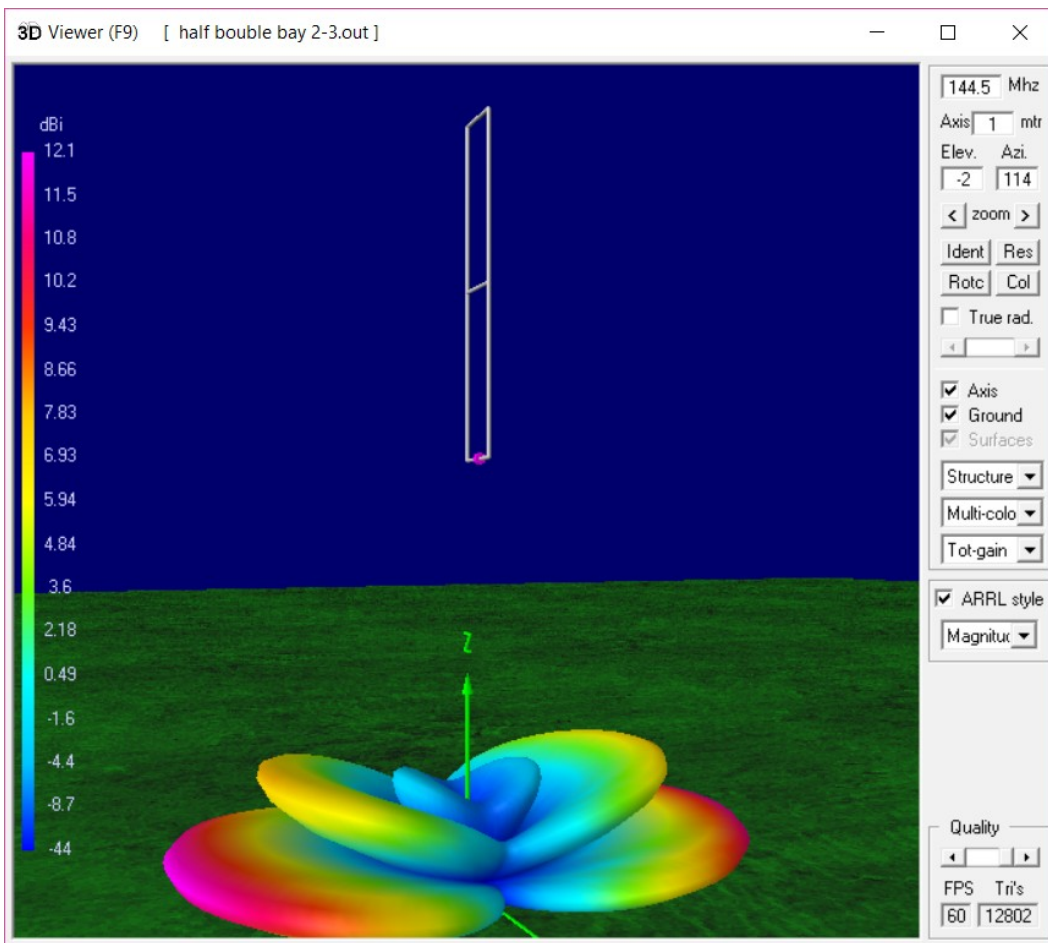 3D Viewer (F9) [ half bouble bay 2-3.out ]
dBi
12.1
11.5
10.8
10.2
9.43
8.66
7.83
6.93
5.94
4.84
3.6
2.18
0.49
-1.6
-4.4
-8.7
-44
Z
144.5 Mhz
Axis 1 mtr
Elev. Azi.
-2 114
< zoom >
Ident Res
Rotc Col
True rad.
Axis
Ground
Surfaces
Structure
Multi-colo
Tot-gain
ARRL style
Magnituc
Quality
FPS Tri's
60 12802